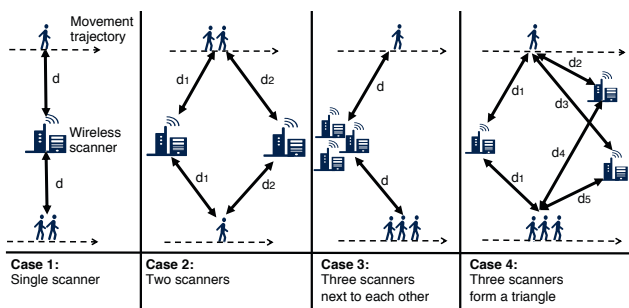 Movement
trajectory
d
Wireless
scanner
d
Case 1:
Single scanner
d1
d2
d1
d2
Case 2:
Two scanners
d
d
Case 3:
Three scanners
next to each other
d2
d1
d3
d4
d1
d5
Case 4:
Three scanners
form a triangle